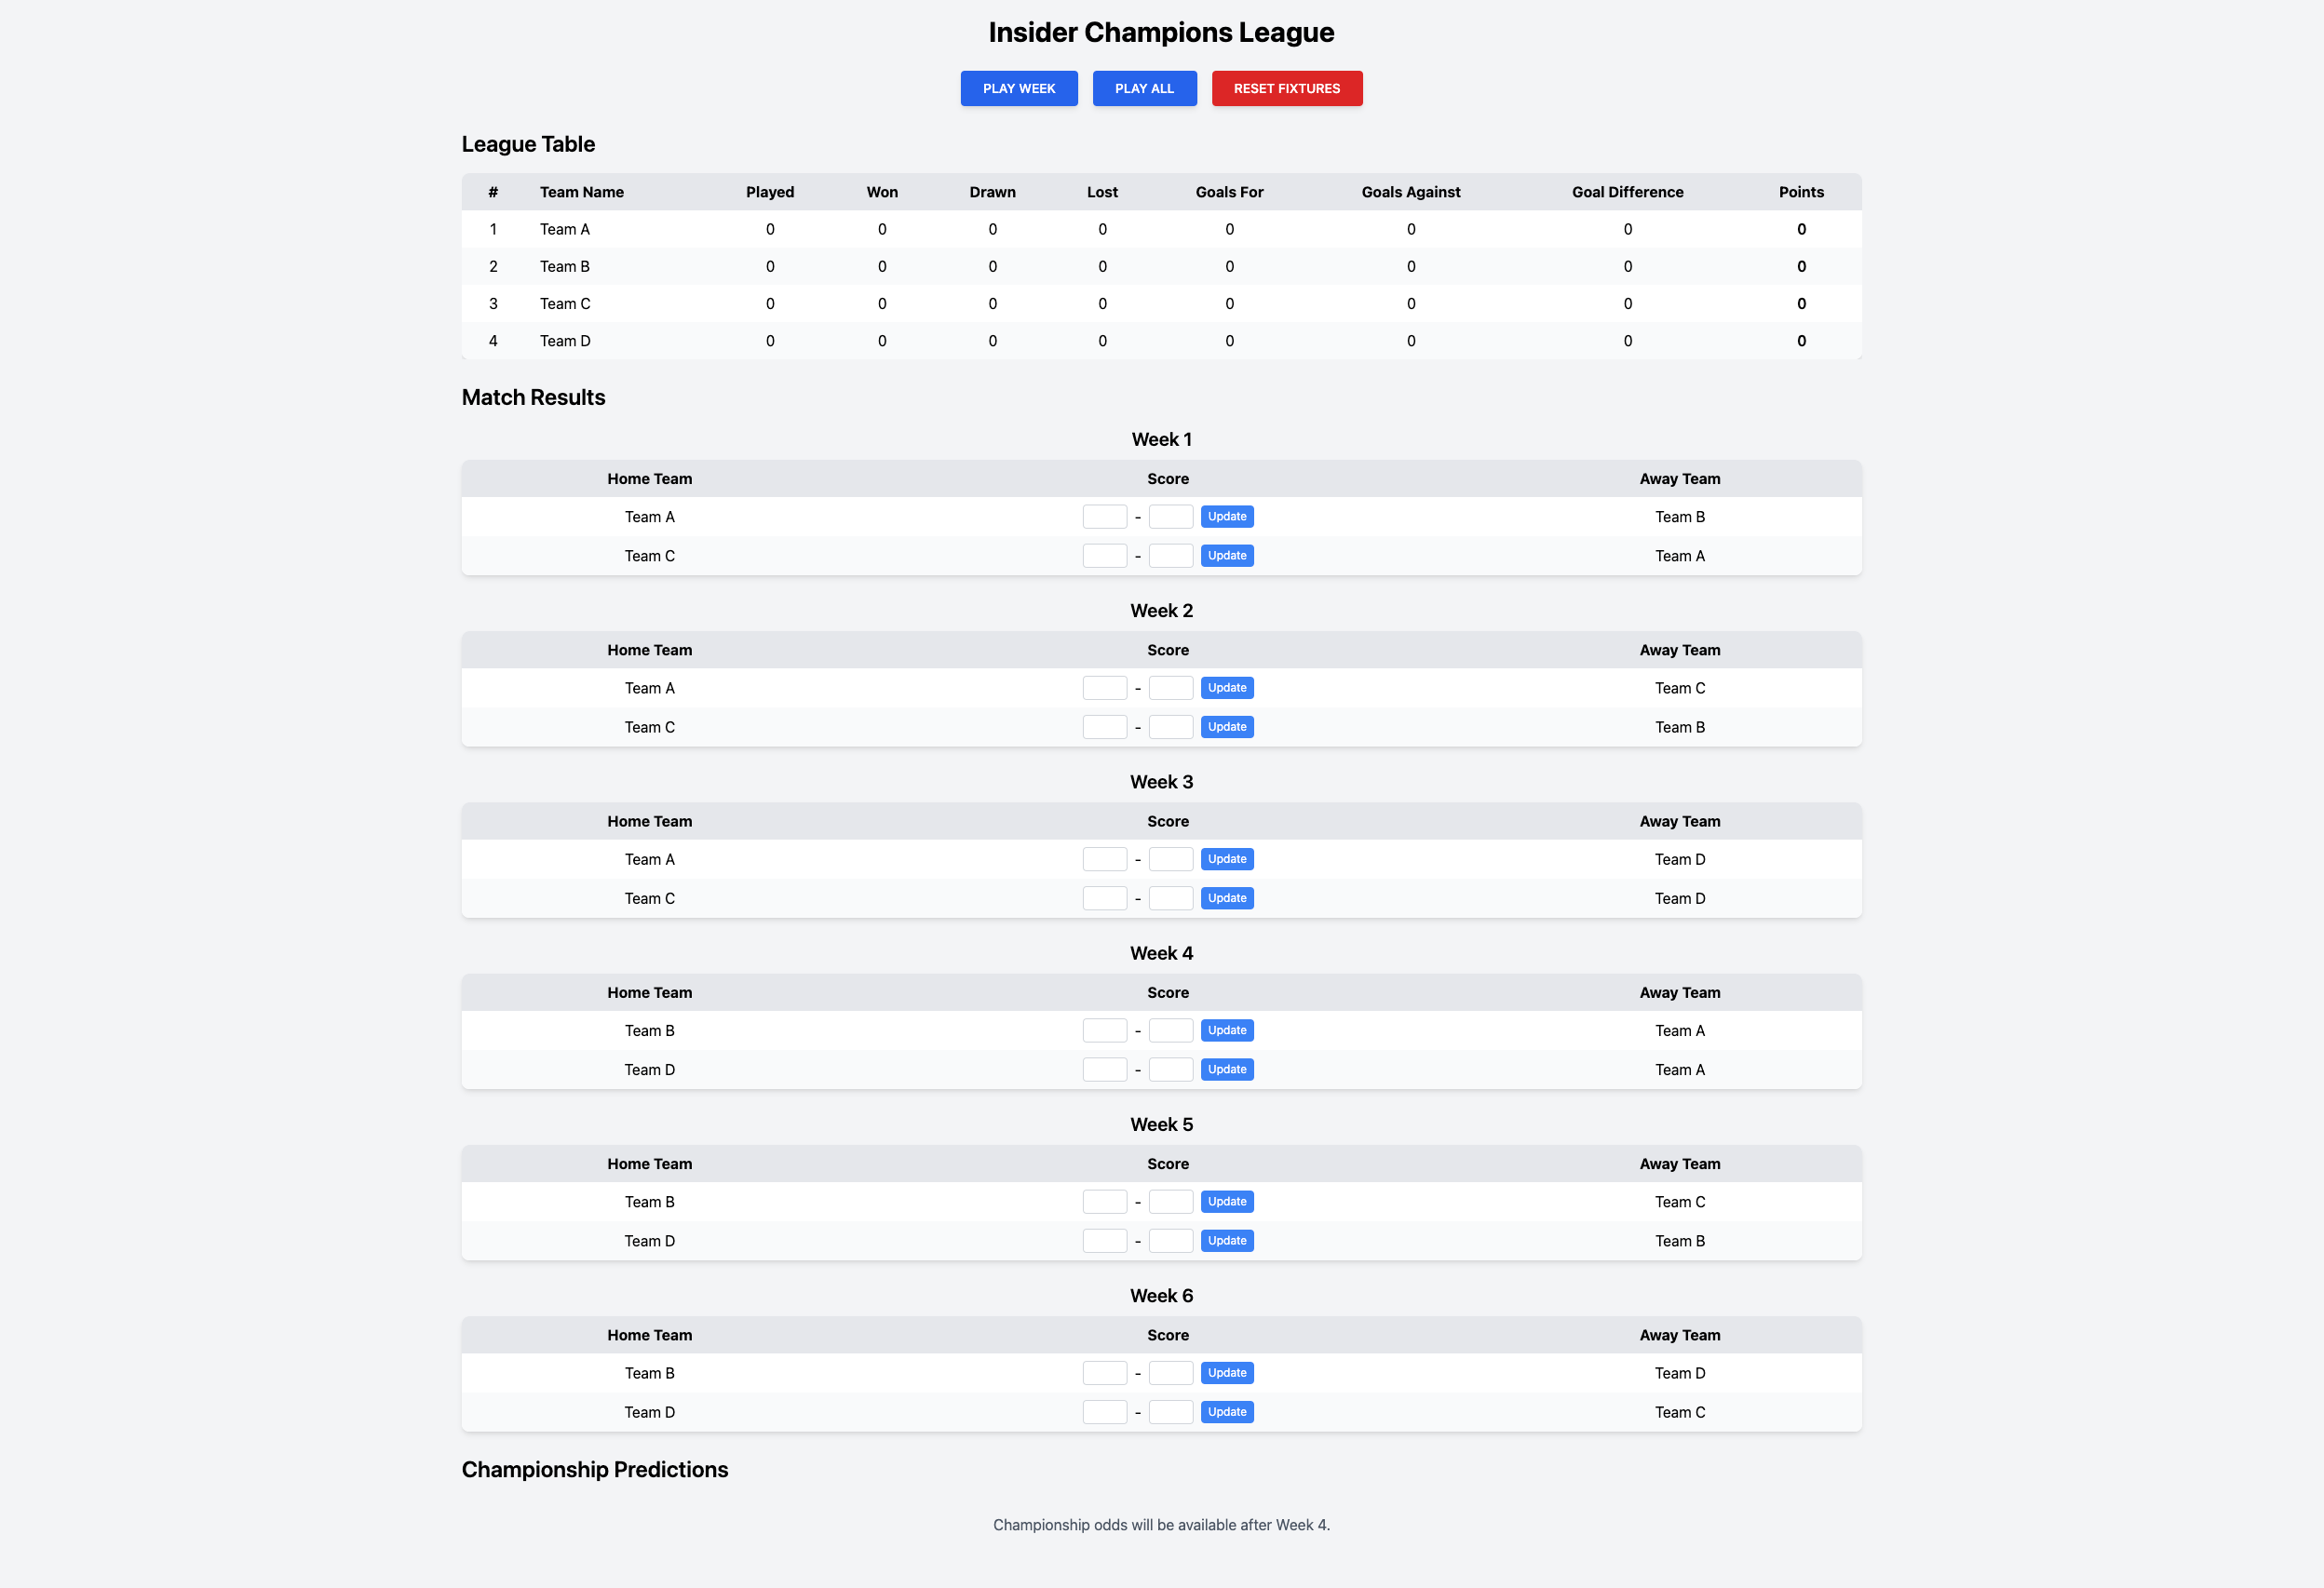 Insider Champions League
PLAY WEEK PLAY ALL RESET FIXTURES
League Table
# Team Name Played Won Drawn Lost Goals For Goals Against Goal Difference Points
1 Team A 0 0 0 0 0 0 0 0
2 Team B 0 0 0 0 0 0 0 0
3 Team C 0 0 0 0 0 0 0 0
4 Team D 0 0 0 0 0 0 0 0
Match Results
Week 1
Home Team Score Away Team
Team A - Update Team B
Team C - Update Team A
Week 2
Home Team Score Away Team
Team A - Update Team C
Team C - Update Team B
Week 3
Home Team Score Away Team
Team A - Update Team D
Team C - Update Team D
Week 4
Home Team Score Away Team
Team B - Update Team A
Team D - Update Team A
Week 5
Home Team Score Away Team
Team B - Update Team C
Team D - Update Team B
Week 6
Home Team Score Away Team
Team B - Update Team D
Team D - Update Team C
Championship Predictions
Championship odds will be available after Week 4.